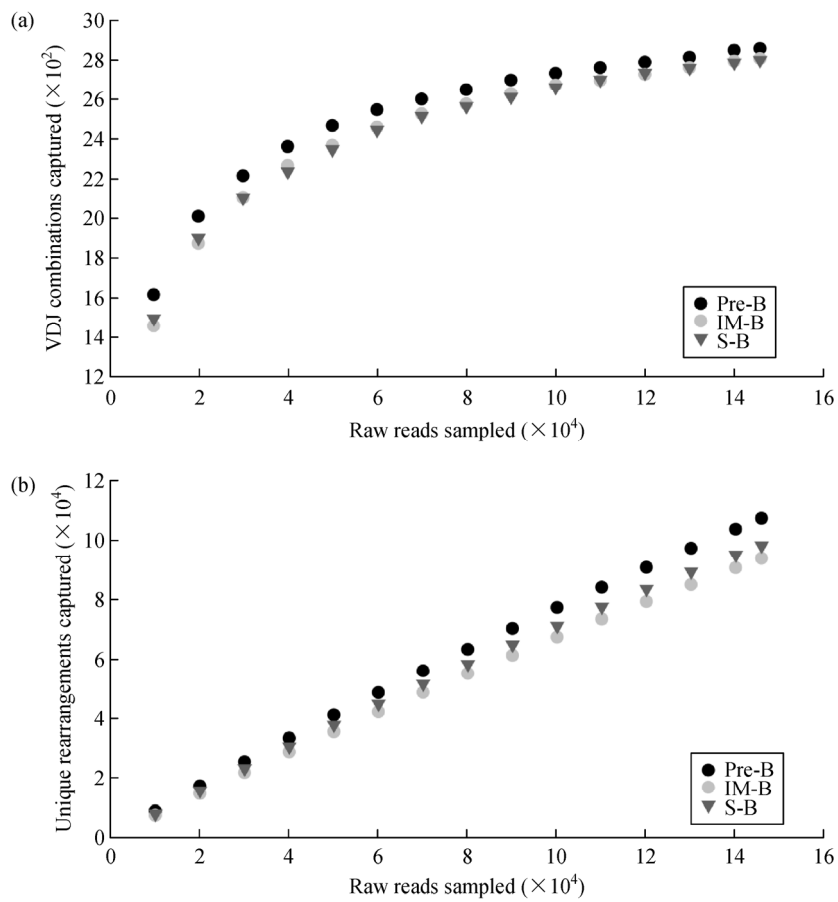 (a)
30
28
26
24
22
20
18
16
14
12
VDJ combinations captured (×10²)
0 2 4 6 8 10 12 14 16
Raw reads sampled (×10⁴)
Pre-B
IM-B
S-B
(b)
12
10
8
6
4
2
0
Unique rearrangements captured (×10⁴)
0 2 4 6 8 10 12 14 16
Raw reads sampled (×10⁴)
Pre-B
IM-B
S-B